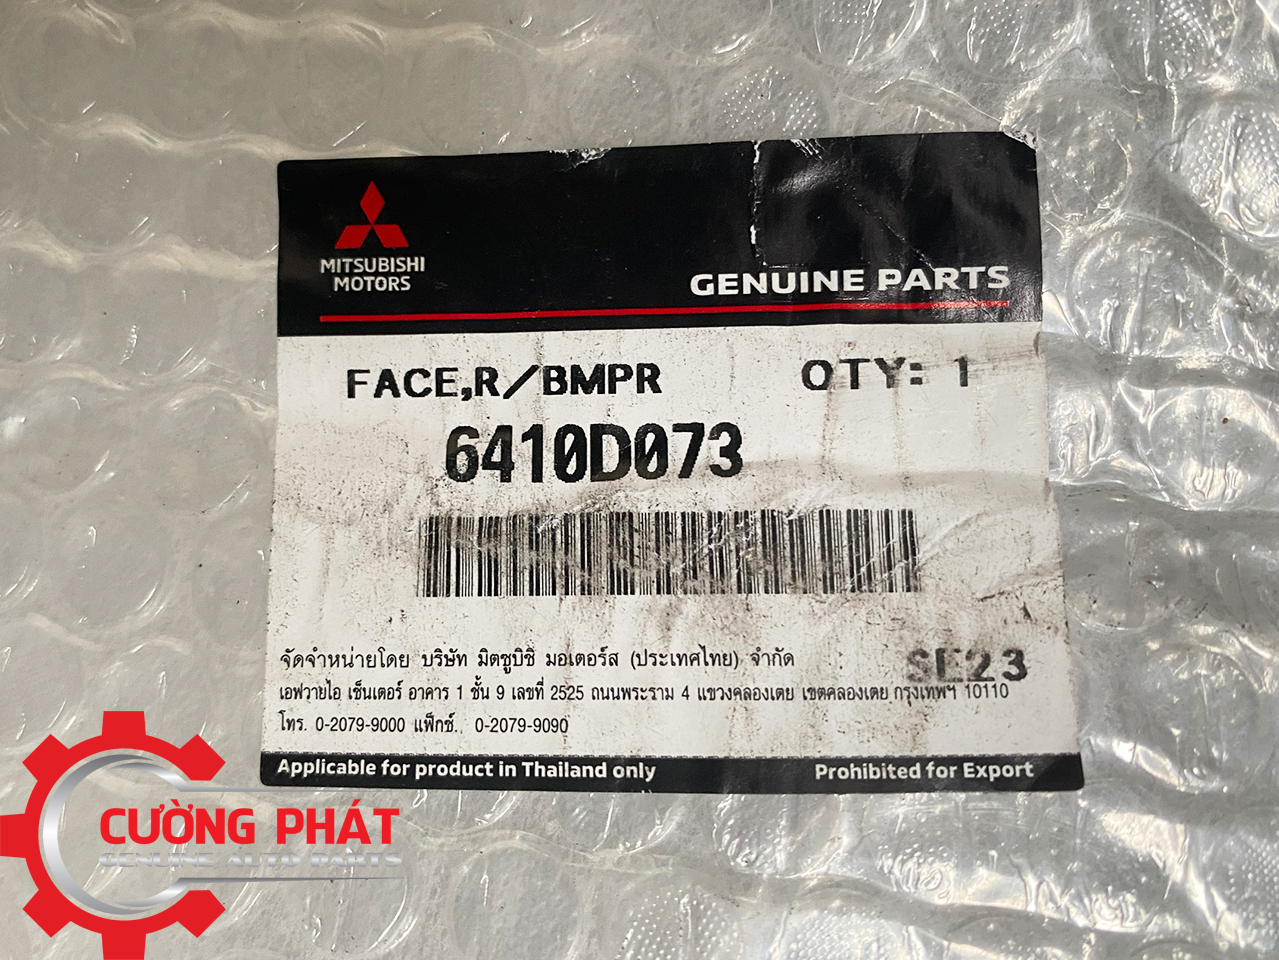 MITSUBISHI
MOTORS
GENUINE PARTS
FACE,R/BMPR QTY: 1
6410D073
จัดจำหน่ายโดย บริษัท มิตซูบิชิ มอเตอร์ส (ประเทศไทย) จำกัด : SE23
เอฟวายไอ เซ็นเตอร์ อาคาร 1 ชั้น 9 เลขที่ 2525 ถนนพระราม 4 แขวงคลองเตย เขตคลองเตย กรุงเทพฯ 10110
โทร. 0-2079-9000 แฟ็กซ์. 0-2079-9090
Applicable for product in Thailand only Prohibited for Export
CƯỜNG PHÁT
GENUINE AUTO PARTS